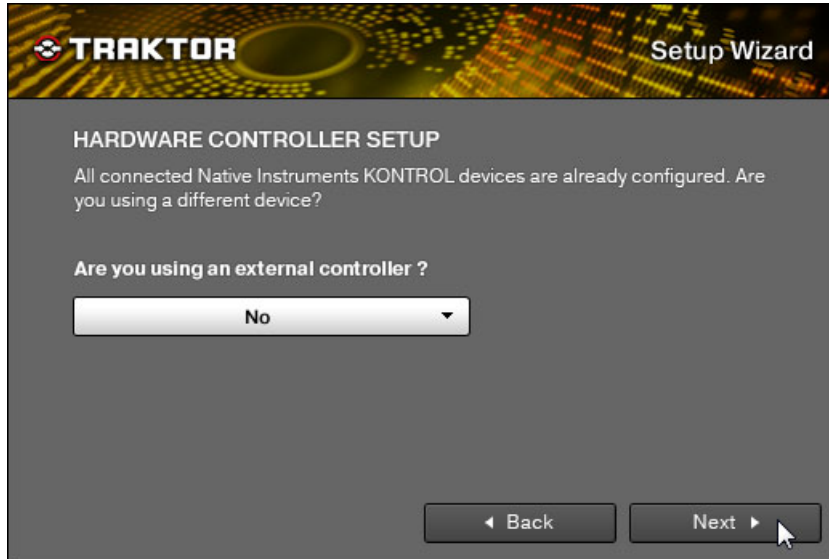 TRAKTOR
Setup Wizard
HARDWARE CONTROLLER SETUP
All connected Native Instruments KONTROL devices are already configured. Are
you using a different device?
Are you using an external controller ?
No
Back
Next